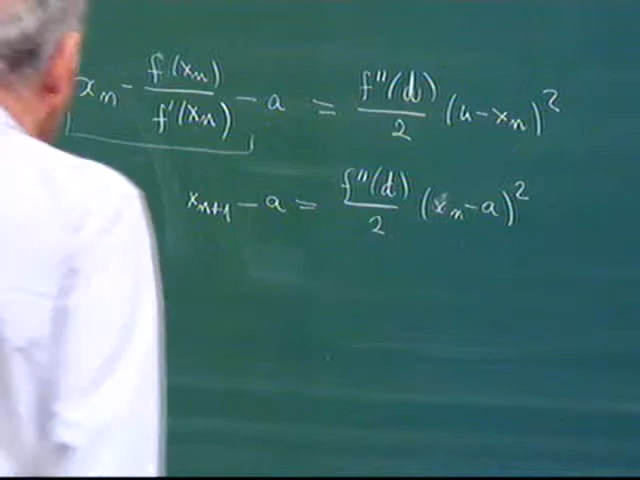 x_n - f(x_n) / f'(x_n) - a = f''(d) / 2 (a - x_n)^2
x_{n+1} - a = f''(d) / 2 (x_n - a)^2